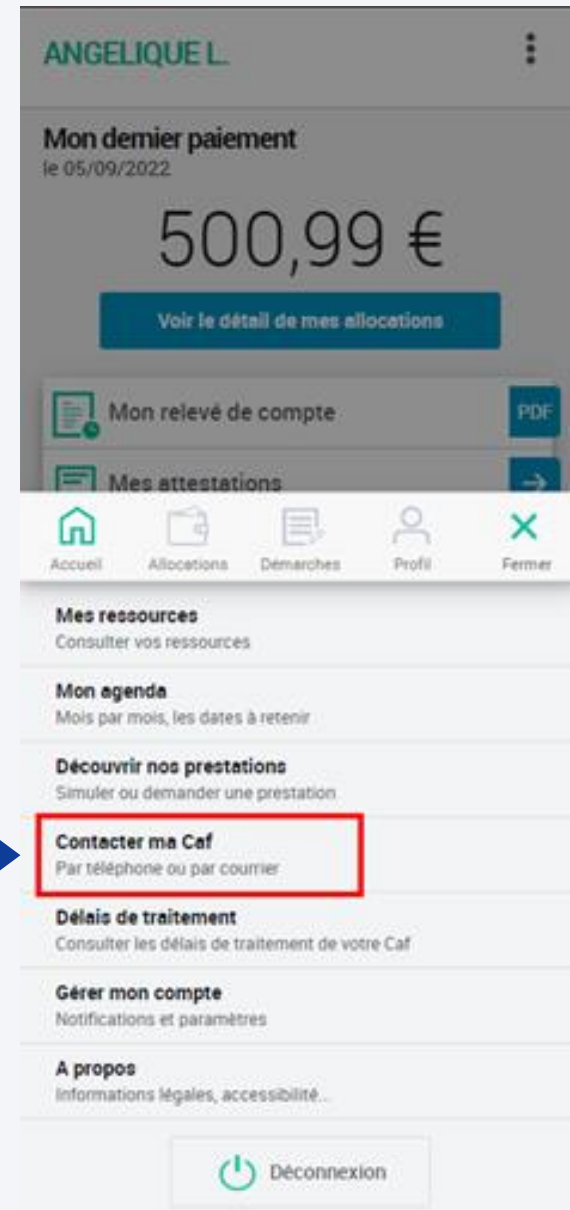 ANGELIQUE L.
Mon dernier paiement
le 05/09/2022
500,99 €
Voir le détail de mes allocations
Mon relevé de compte
PDF
Mes attestations
Accueil Allocations Démarches Profil Fermer
Mes ressources
Consulter vos ressources
Mon agenda
Mois par mois, les dates à retenir
Découvrir nos prestations
Simuler ou demander une prestation
Contacter ma Caf
Par téléphone ou par courrier
Délais de traitement
Consulter les délais de traitement de votre Caf
Gérer mon compte
Notifications et paramètres
A propos
Informations légales, accessibilité...
Déconnexion